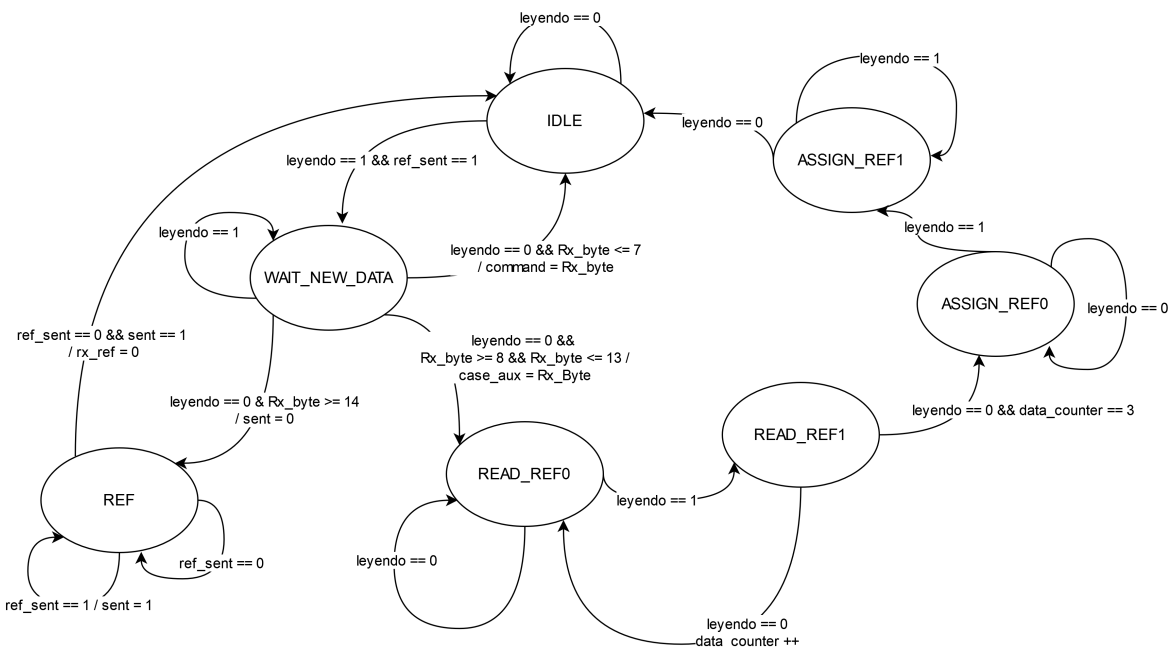 leyendo == 0
leyendo == 1
IDLE
leyendo == 0
leyendo == 1 && ref_sent == 1
ASSIGN_REF1
leyendo == 1
leyendo == 1
leyendo == 0 && Rx_byte <= 7
/ command = Rx_byte
WAIT_NEW_DATA
ASSIGN_REF0
leyendo == 0
ref_sent == 0 && sent == 1
/ rx_ref = 0
leyendo == 0 &&
Rx_byte >= 8 && Rx_byte <= 13 /
case_aux = Rx_Byte
leyendo == 0 & Rx_byte >= 14
/ sent = 0
leyendo == 0 && data_counter == 3
READ_REF1
READ_REF0
leyendo == 1
REF
leyendo == 0
ref_sent == 0
ref_sent == 1 / sent = 1
leyendo == 0
data_counter ++